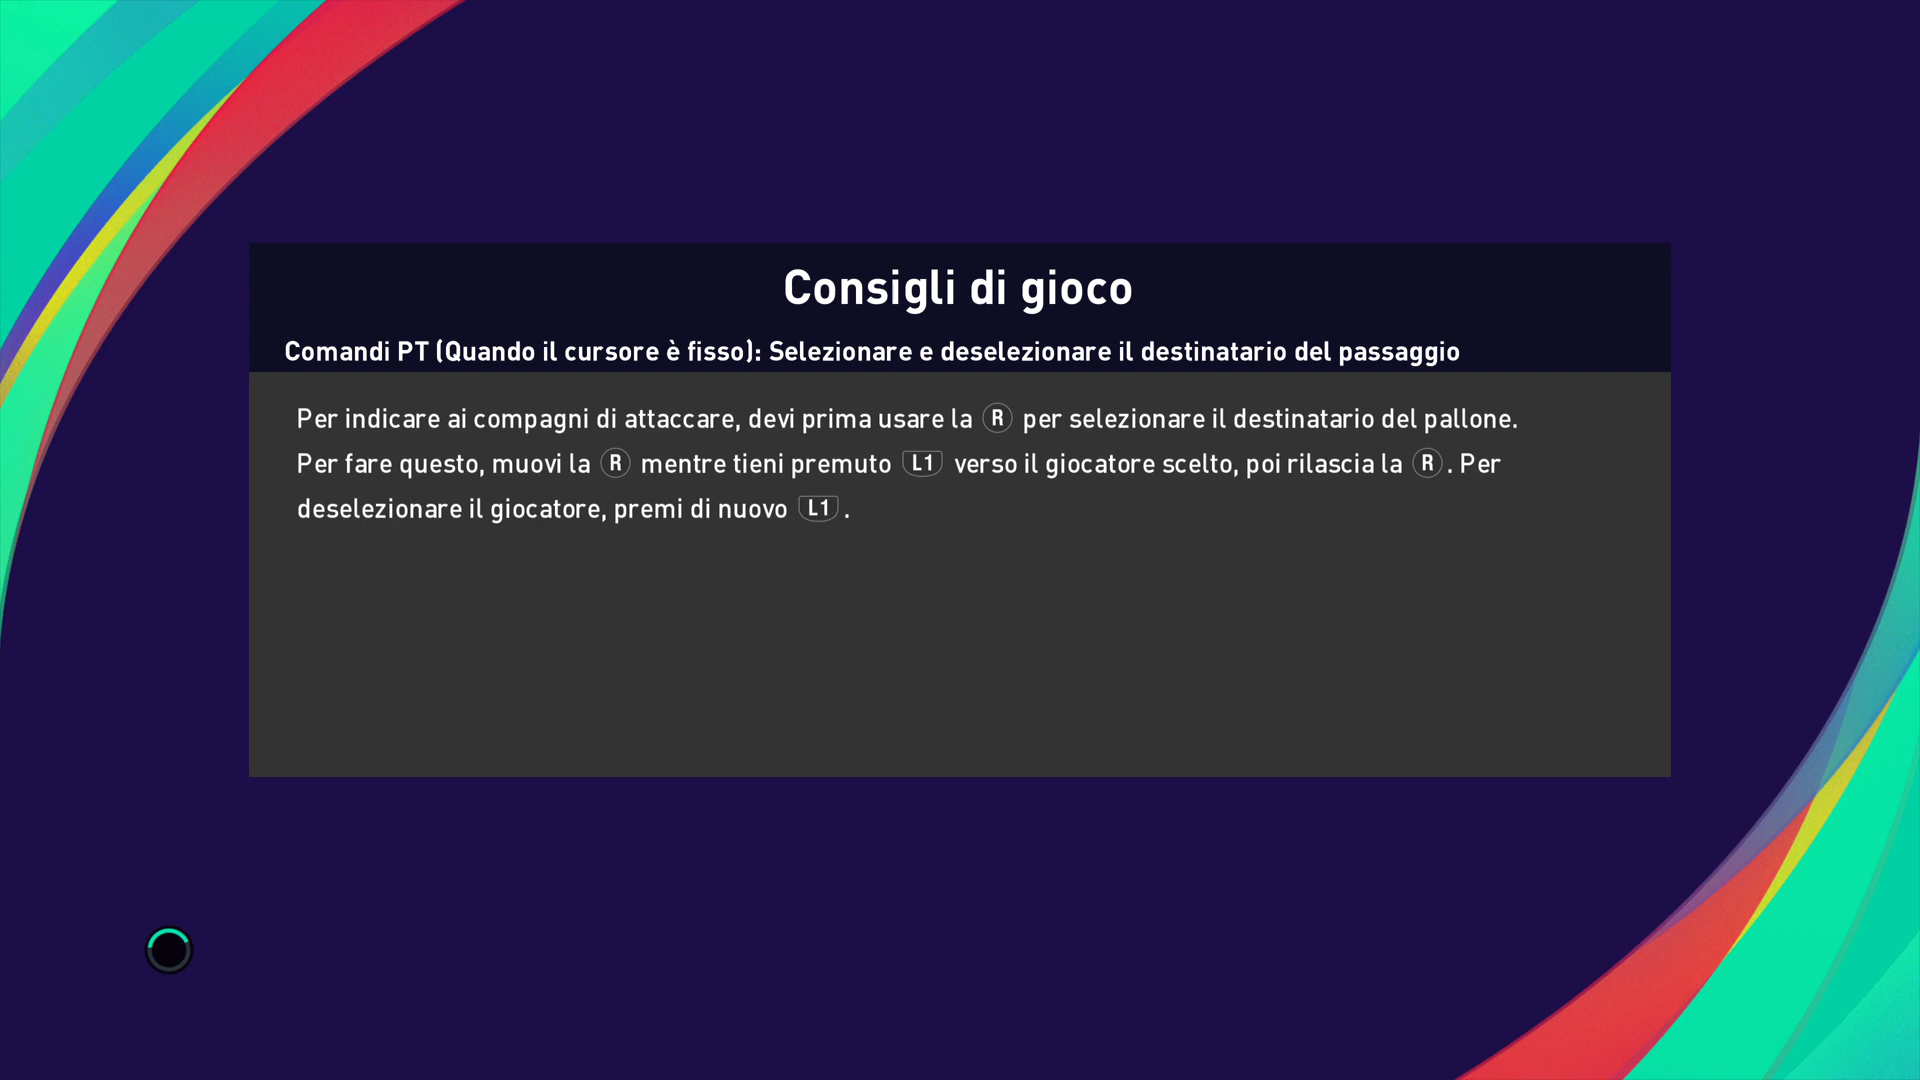 Consigli di gioco
Comandi PT (Quando il cursore è fisso): Selezionare e deselezionare il destinatario del passaggio
Per indicare ai compagni di attaccare, devi prima usare la R per selezionare il destinatario del pallone.
Per fare questo, muovi la R mentre tieni premuto L1 verso il giocatore scelto, poi rilascia la R. Per
deselezionare il giocatore, premi di nuovo L1.